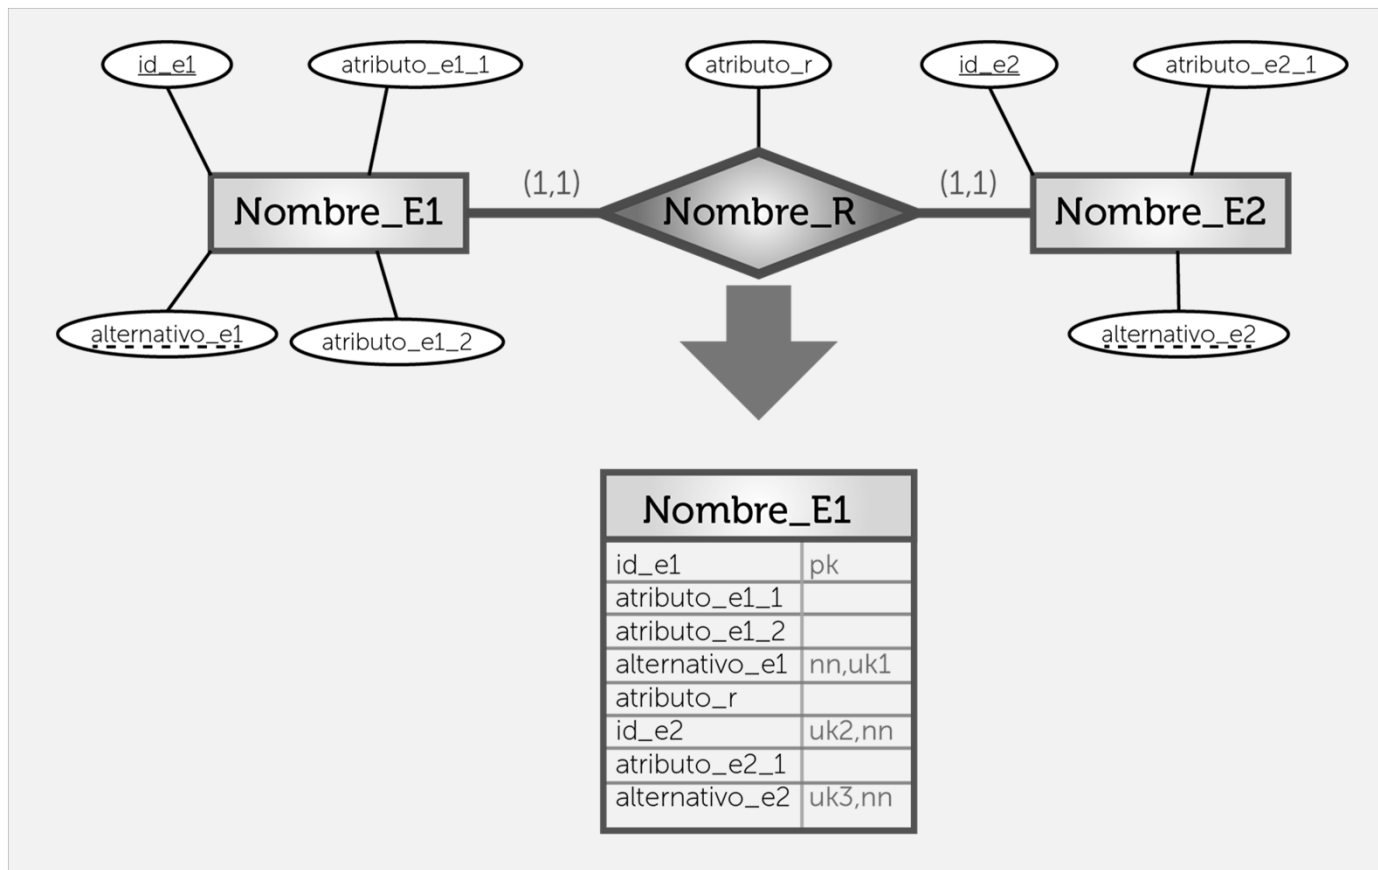 id_e1
atributo_e1_1
atributo_r
id_e2
atributo_e2_1
(1,1)
(1,1)
Nombre_E1
Nombre_R
Nombre_E2
alternativo_e1
atributo_e1_2
alternativo_e2
Nombre_E1
id_e1 pk
atributo_e1_1
atributo_e1_2
alternativo_e1 nn,uk1
atributo_r
id_e2 uk2,nn
atributo_e2_1
alternativo_e2 uk3,nn